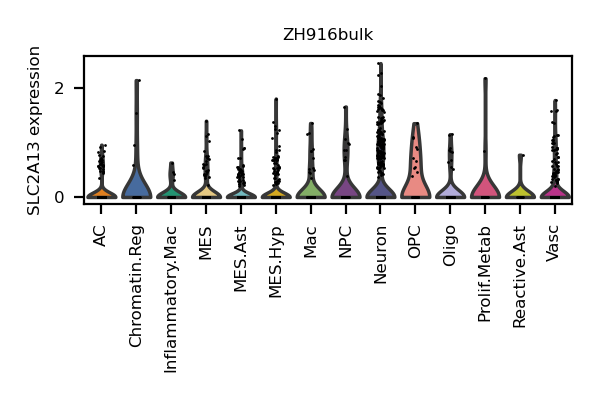 ZH916bulk
SLC2A13 expression
2
0
AC
Chromatin.Reg
Inflammatory.Mac
MES
MES.Ast
MES.Hyp
Mac
NPC
Neuron
OPC
Oligo
Prolif.Metab
Reactive.Ast
Vasc